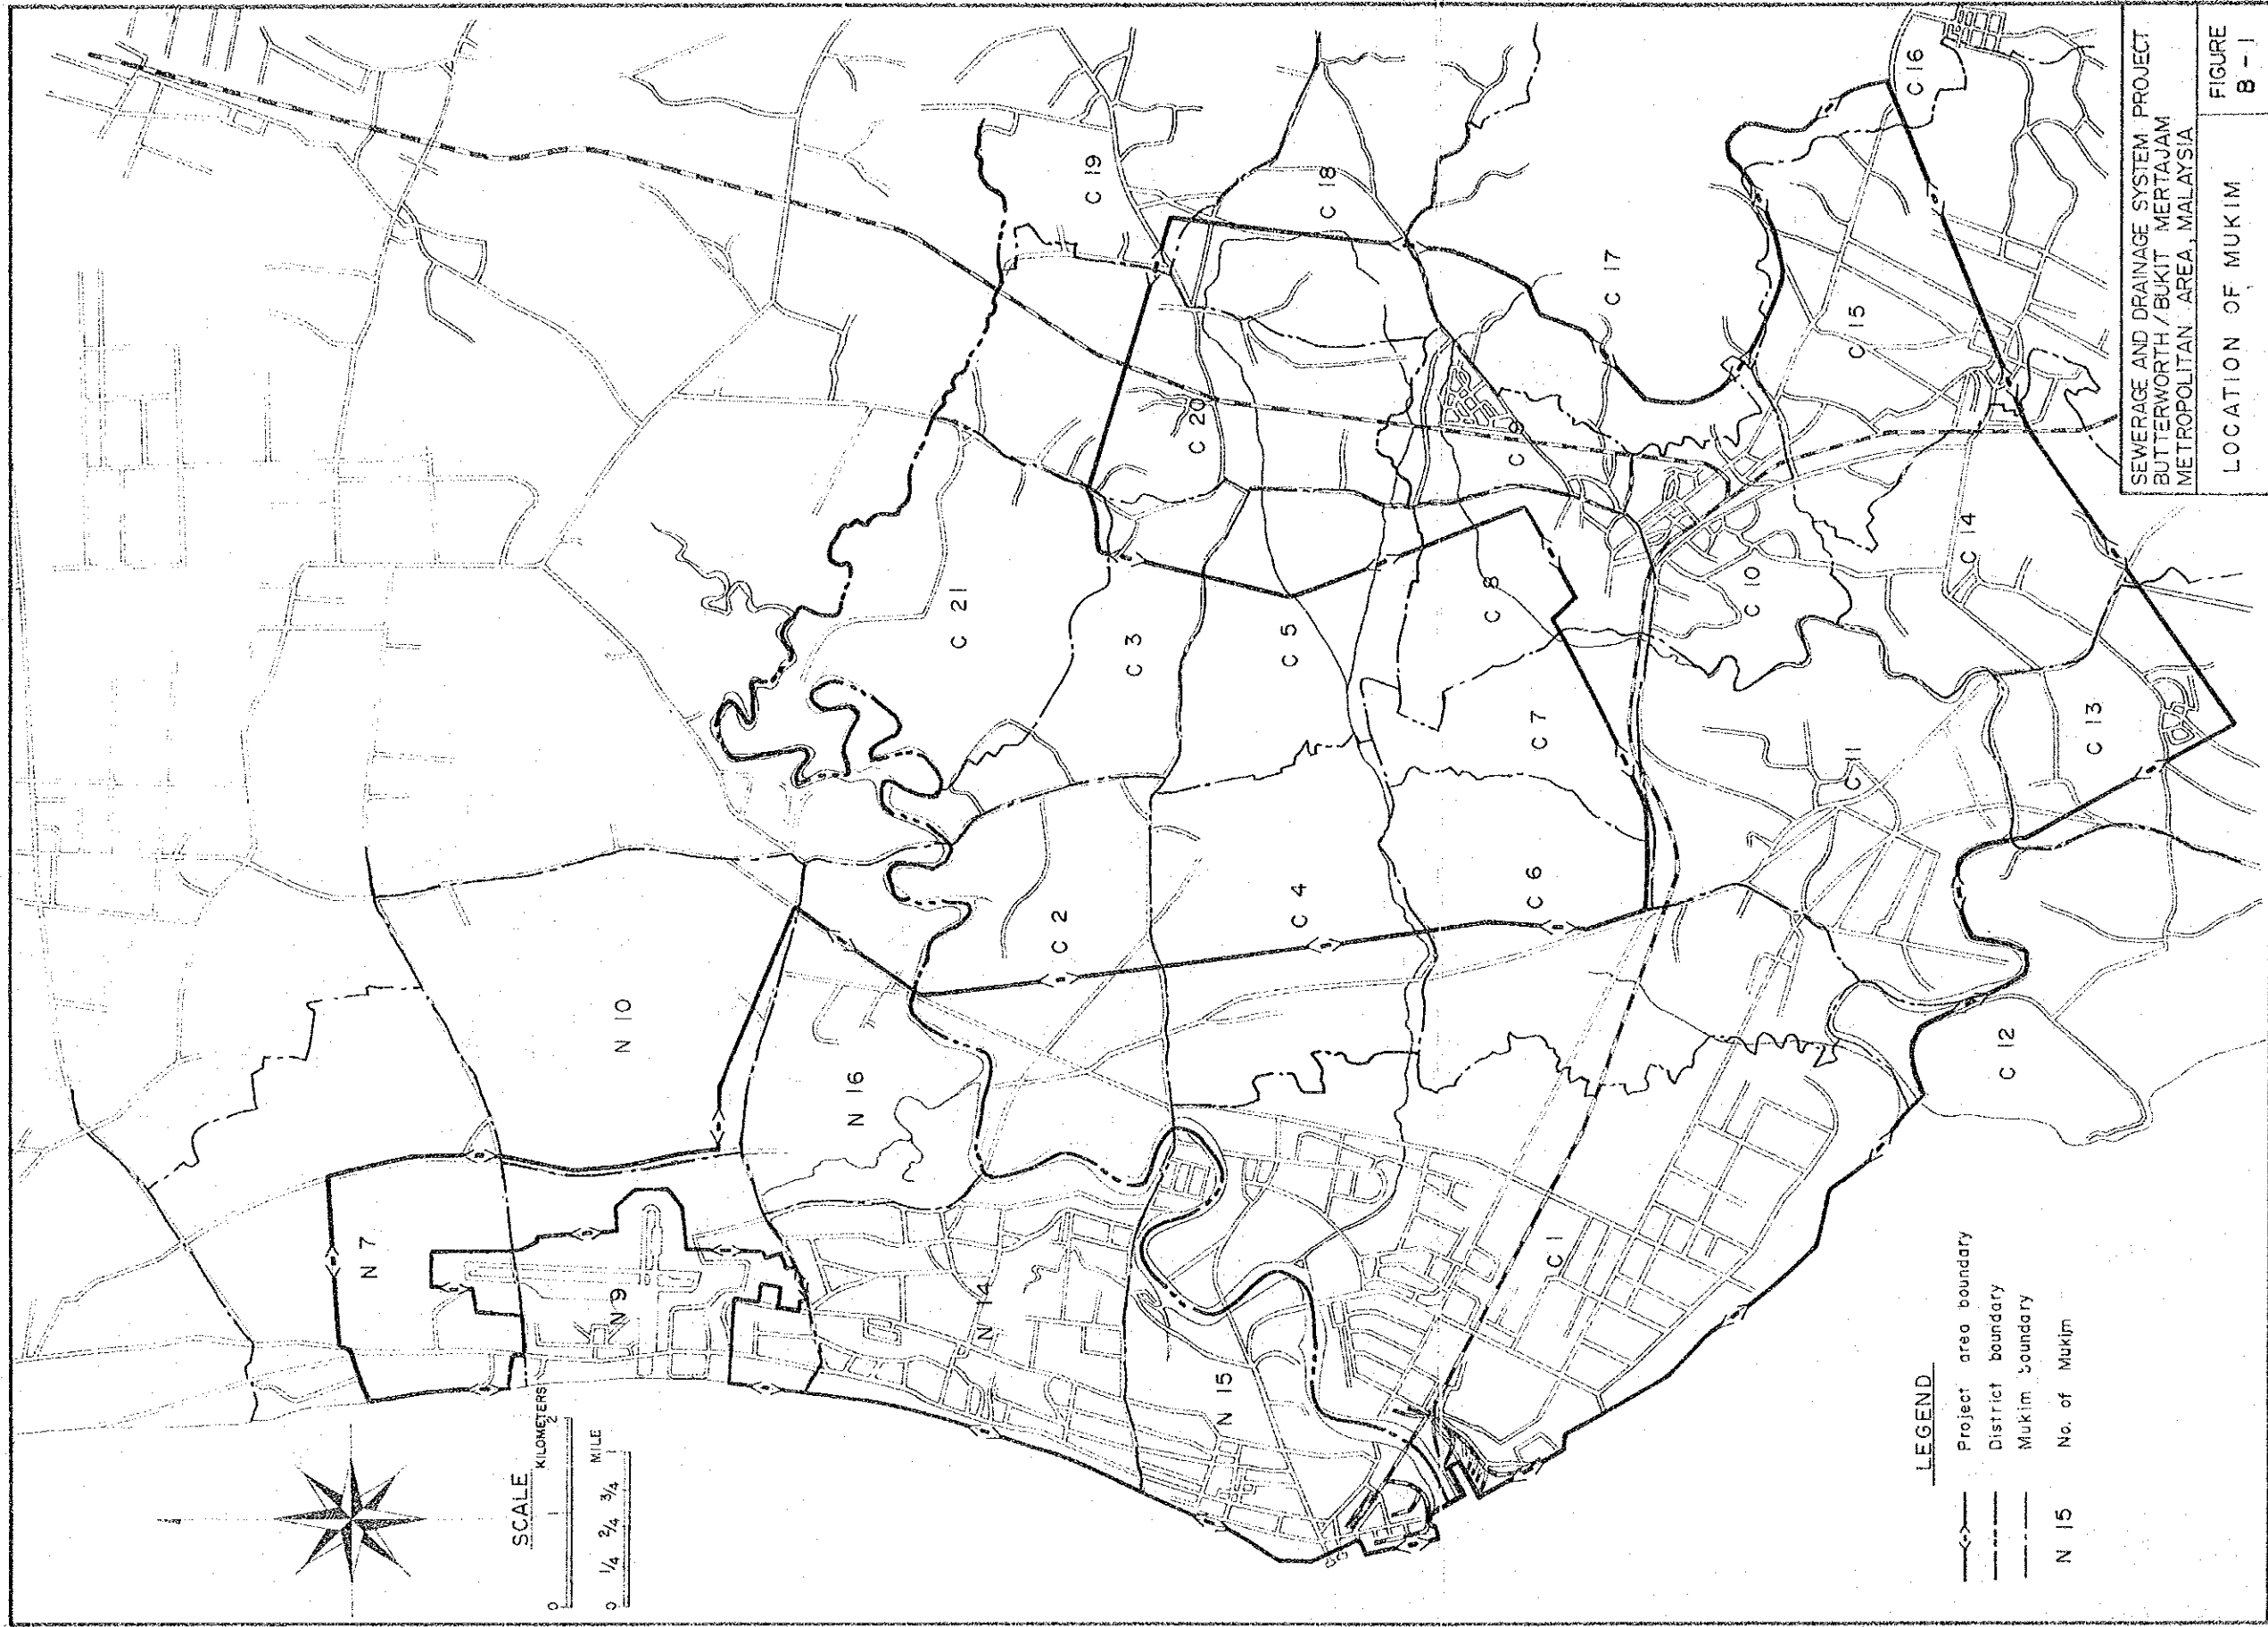 SEWERAGE AND DRAINAGE SYSTEM PROJECT
BUTTERWORTH / BUKIT MERTAJAM
METROPOLITAN AREA, MALAYSIA
LOCATION OF MUKIM
FIGURE
B - 1
SCALE
KILOMETERS
0 1 2
MILE
0 1/4 2/4 3/4 1
LEGEND
Project area boundary
District boundary
Mukim boundary
N 15 No. of Mukim
N 7
N 9
N 10
N 14
N 15
N 16
C 1
C 2
C 3
C 4
C 5
C 6
C 7
C 8
C 9
C 10
C 11
C 12
C 13
C 14
C 15
C 16
C 17
C 18
C 19
C 20
C 21